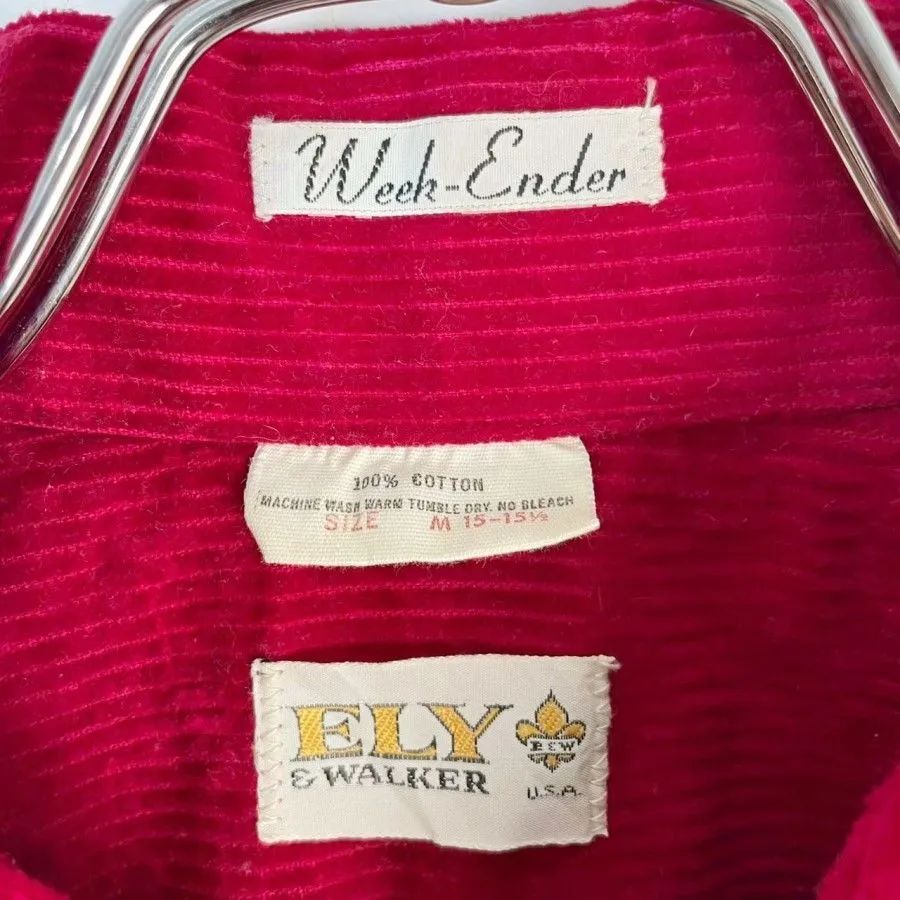 Week-Ender
100% COTTON
MACHINE WASH WARM TUMBLE DRY. NO BLEACH
SIZE M 15-15½
ELY
& WALKER
E&W
U.S.A.